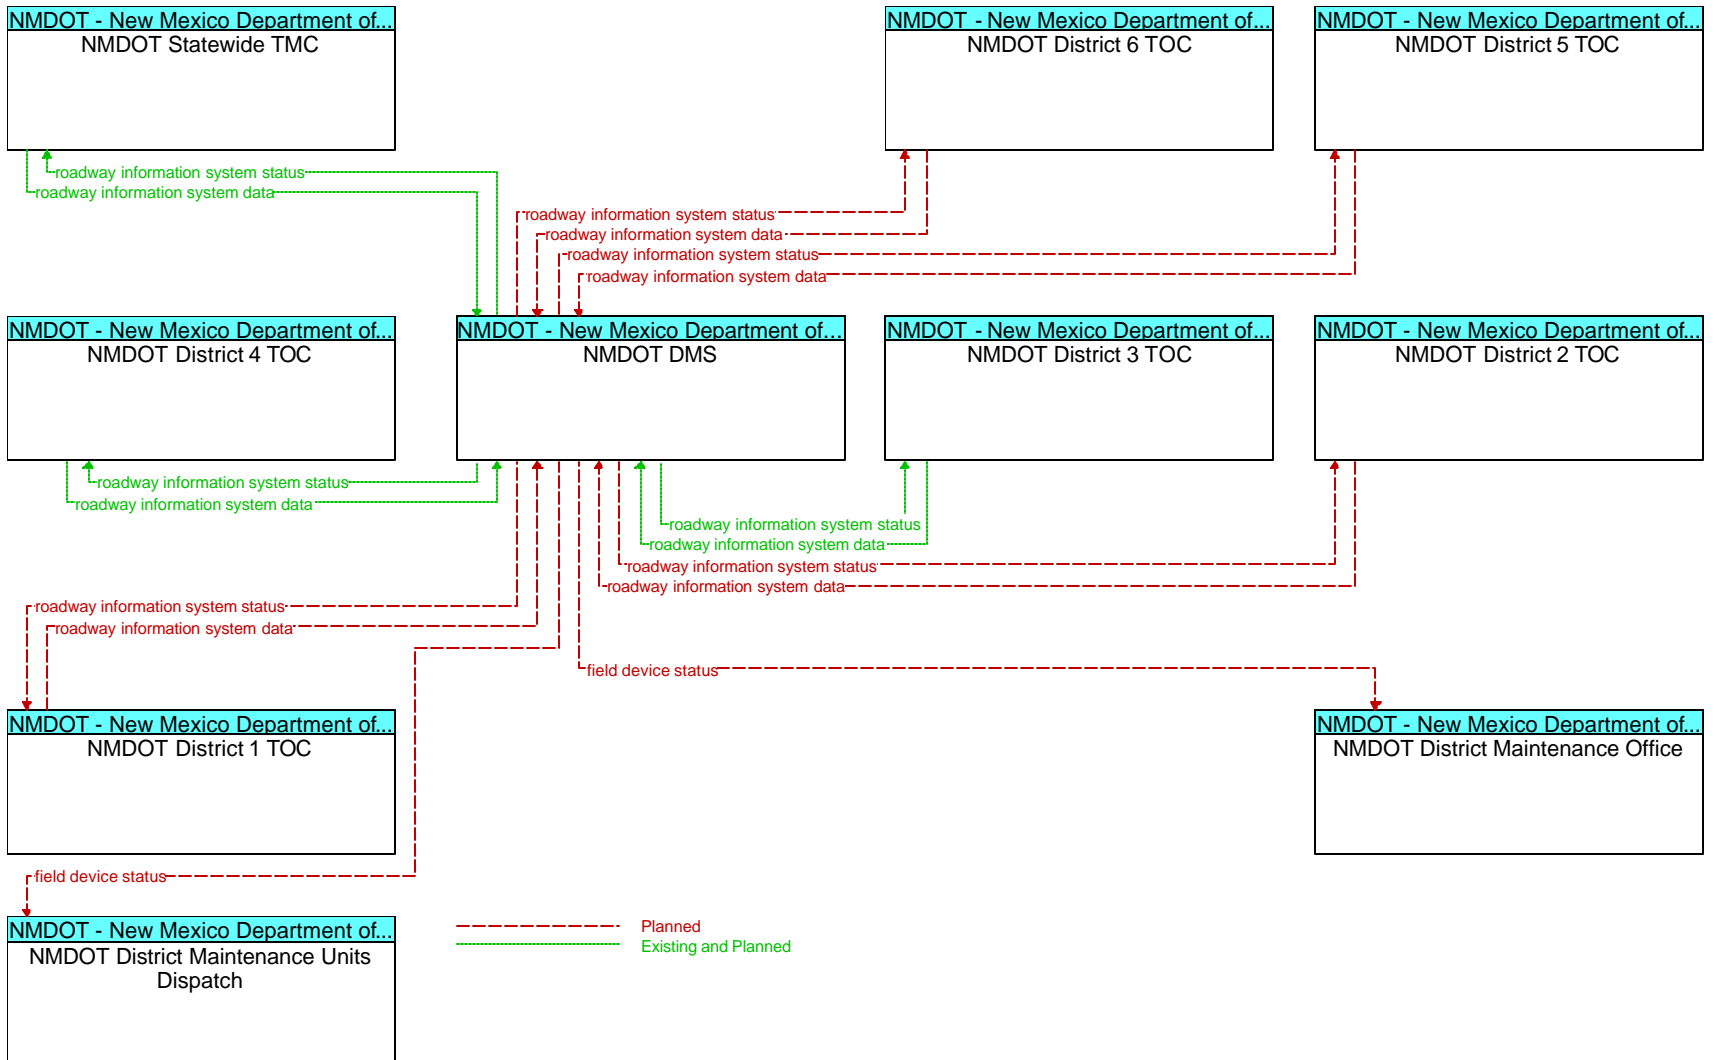 NMDOT - New Mexico Department of...
NMDOT Statewide TMC
NMDOT - New Mexico Department of...
NMDOT District 6 TOC
NMDOT - New Mexico Department of...
NMDOT District 5 TOC
roadway information system status
roadway information system data
roadway information system status
roadway information system data
roadway information system status
roadway information system data
NMDOT - New Mexico Department of...
NMDOT District 4 TOC
NMDOT - New Mexico Department of...
NMDOT DMS
NMDOT - New Mexico Department of...
NMDOT District 3 TOC
NMDOT - New Mexico Department of...
NMDOT District 2 TOC
roadway information system status
roadway information system data
roadway information system status
roadway information system data
roadway information system status
roadway information system data
roadway information system status
roadway information system data
field device status
NMDOT - New Mexico Department of...
NMDOT District 1 TOC
NMDOT - New Mexico Department of...
NMDOT District Maintenance Office
field device status
NMDOT - New Mexico Department of...
NMDOT District Maintenance Units
Dispatch
Planned
Existing and Planned